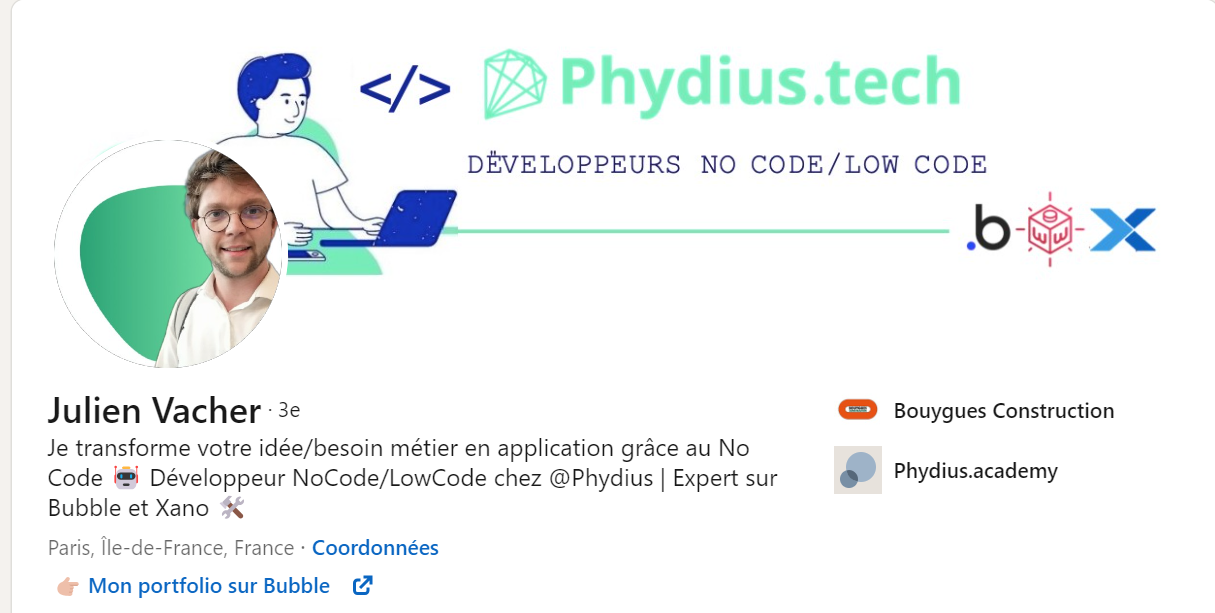 </> Phydius.tech
DËVELOPPEURS NO CODE/LOW CODE
.b
Julien Vacher · 3e
Je transforme votre idée/besoin métier en application grâce au No
Code 🤖 Développeur NoCode/LowCode chez @Phydius | Expert sur
Bubble et Xano 🛠️
Paris, Île-de-France, France · Coordonnées
👉🏼 Mon portfolio sur Bubble
Bouygues Construction
Phydius.academy